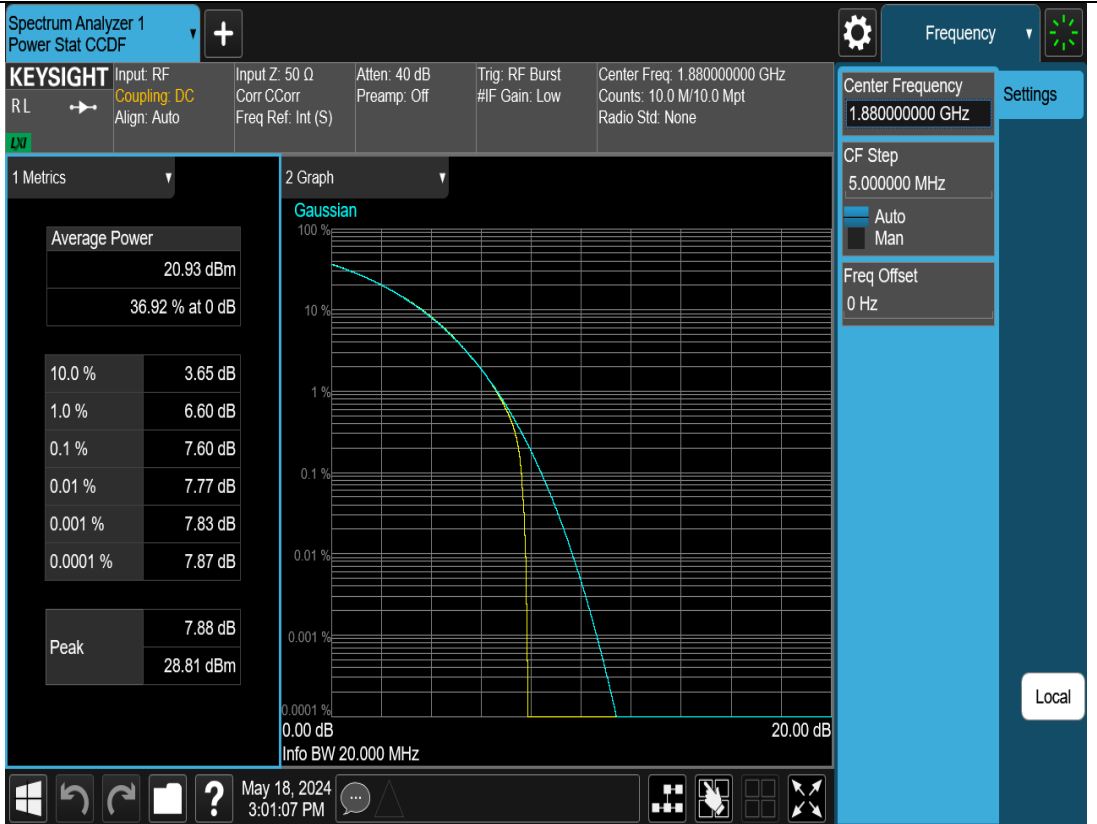 Spectrum Analyzer 1
Power Stat CCDF
Frequency
KEYSIGHT
R L
LXI
Input: RF
Coupling: DC
Align: Auto
Input Z: 50 Ω
Corr CCorr
Freq Ref: Int (S)
Atten: 40 dB
Preamp: Off
Trig: RF Burst
#IF Gain: Low
Center Freq: 1.880000000 GHz
Counts: 10.0 M/10.0 Mpt
Radio Std: None
Center Frequency
1.880000000 GHz
Settings
CF Step
5.000000 MHz
Auto
Man
Freq Offset
0 Hz
Local
1 Metrics
Average Power
20.93 dBm
36.92 % at 0 dB
10.0 % 3.65 dB
1.0 % 6.60 dB
0.1 % 7.60 dB
0.01 % 7.77 dB
0.001 % 7.83 dB
0.0001 % 7.87 dB
Peak
7.88 dB
28.81 dBm
2 Graph
Gaussian
100 %
10 %
1 %
0.1 %
0.01 %
0.001 %
0.0001 %
0.00 dB 20.00 dB
Info BW 20.000 MHz
?
May 18, 2024
3:01:07 PM